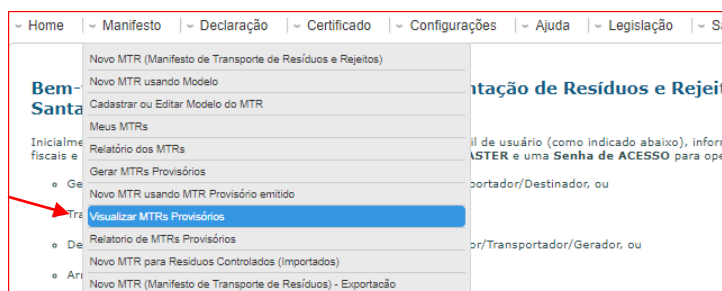 Home Manifesto Declaração Certificado Configurações Ajuda Legislação
Novo MTR (Manifesto de Transporte de Resíduos e Rejeitos)
Novo MTR usando Modelo
Bem- ntação de Resíduos e Rejei
Cadastrar ou Editar Modelo do MTR
Santa
Meus MTRs
Inicialme il de usuário (como indicado abaixo), infor
Relatório dos MTRs
fiscais e ASTER e uma Senha de ACESSO para ope
Gerar MTRs Provisórios
Ge portador/Destinador, ou
Novo MTR usando MTR Provisório emitido
Tra Visualizar MTRs Provisórios
Relatorio de MTRs Provisórios
De or/Transportador/Gerador, ou
Novo MTR para Residuos Controlados (Importados)
Ar
Novo MTR (Manifesto de Transporte de Resíduos) - Exportacão